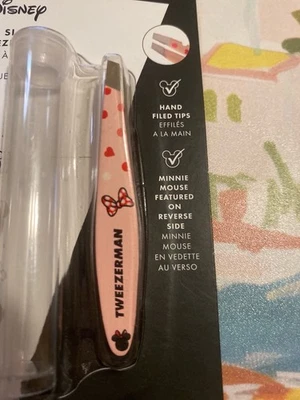 DISNEY
HAND
FILED TIPS
EFFILÉS
A LA MAIN
MINNIE
MOUSE
FEATURED
ON
REVERSE
SIDE
MINNIE
MOUSE
EN VEDETTE
AU VERSO
TWEEZERMAN